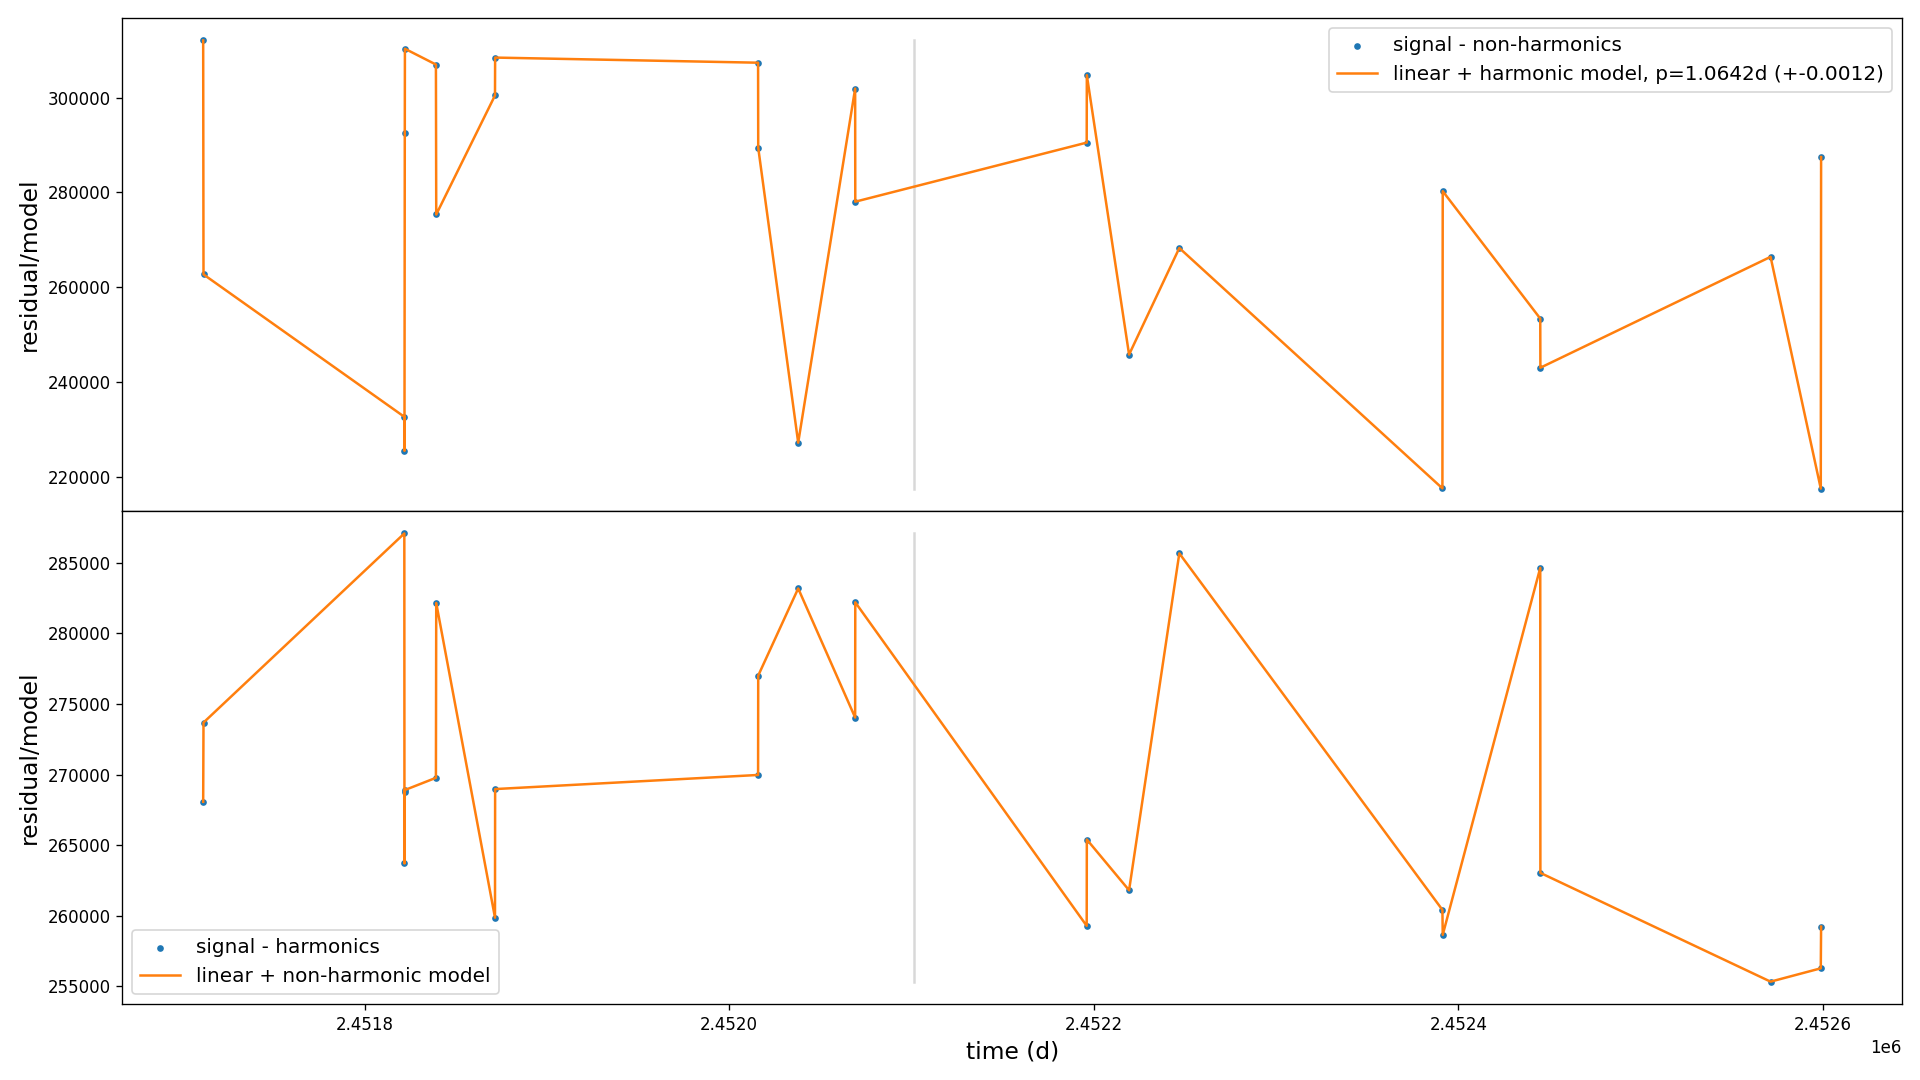 signal - non-harmonics
linear + harmonic model, p=1.0642d (+-0.0012)
300000
280000
260000
240000
220000
residual/model
285000
280000
275000
270000
265000
260000
255000
residual/model
signal - harmonics
linear + non-harmonic model
2.4518
2.4520
2.4522
2.4524
2.4526
1e6
time (d)